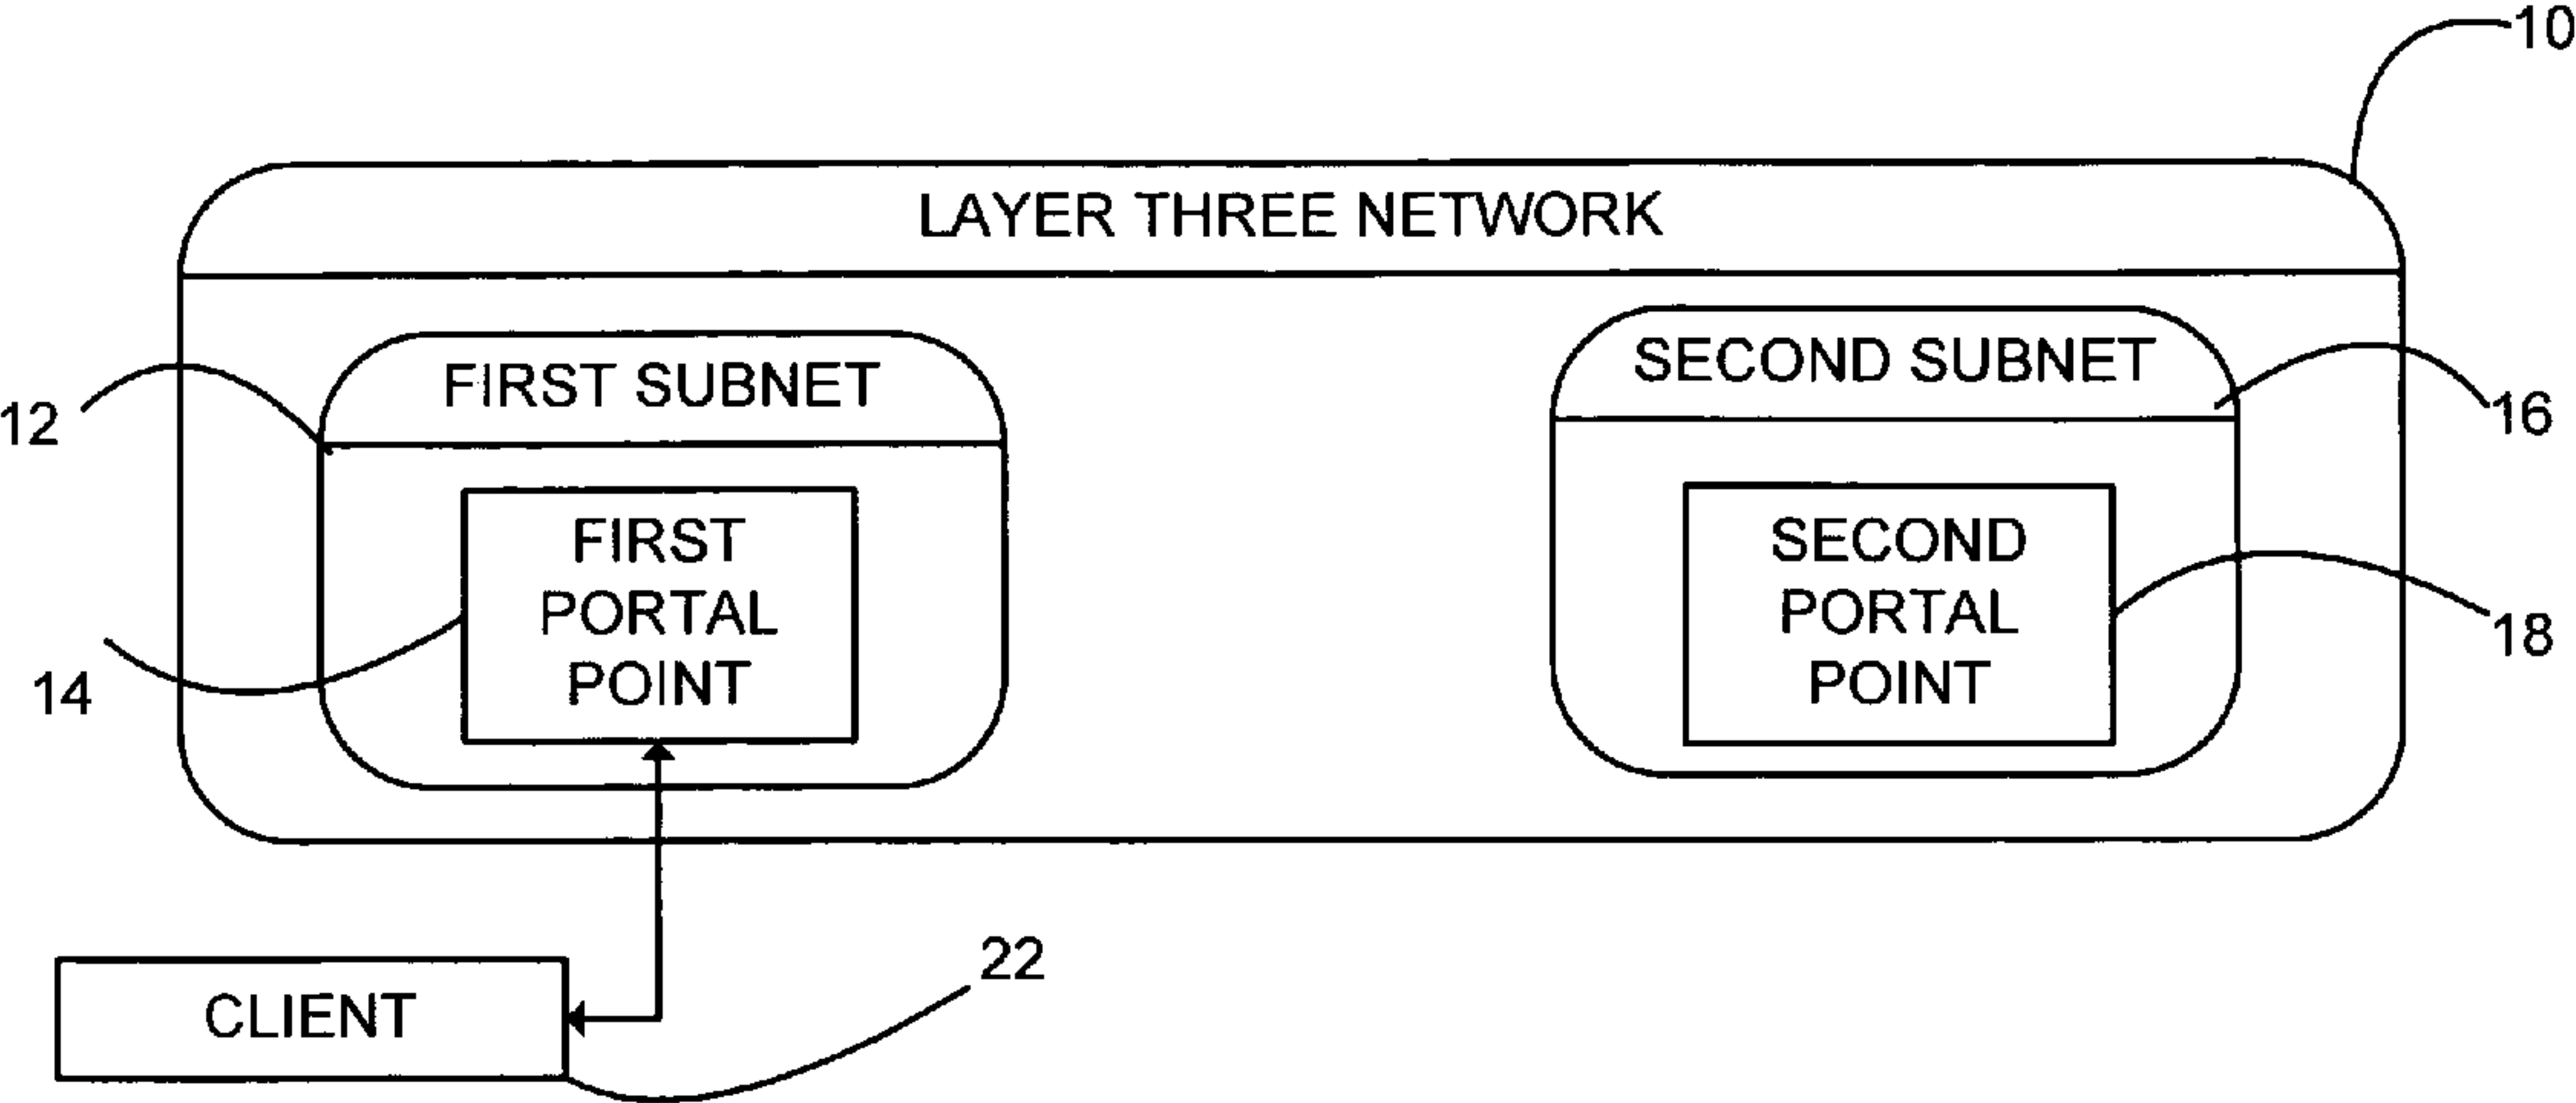 10
LAYER THREE NETWORK
FIRST SUBNET
SECOND SUBNET
12
16
FIRST
PORTAL
POINT
SECOND
PORTAL
POINT
14
18
22
CLIENT